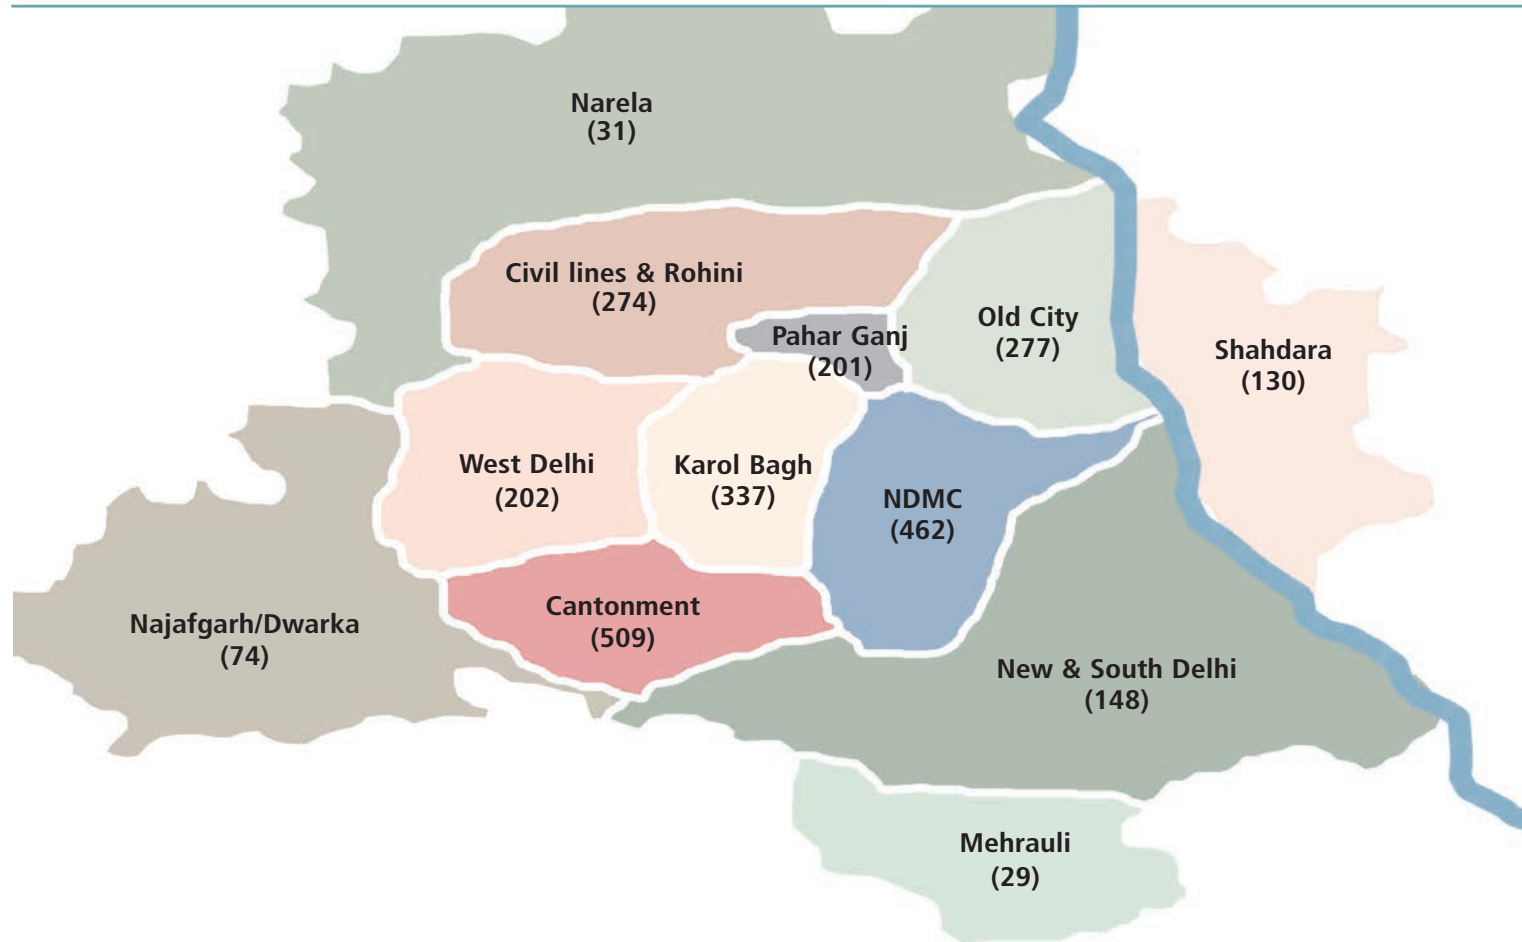 Narela
(31)
Civil lines & Rohini
(274)
Pahar Ganj
(201)
Old City
(277)
Shahdara
(130)
West Delhi
(202)
Karol Bagh
(337)
NDMC
(462)
Cantonment
(509)
Najafgarh/Dwarka
(74)
New & South Delhi
(148)
Mehrauli
(29)